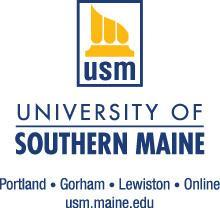 usm
UNIVERSITY OF
SOUTHERN MAINE
Portland • Gorham • Lewiston • Online
usm.maine.edu